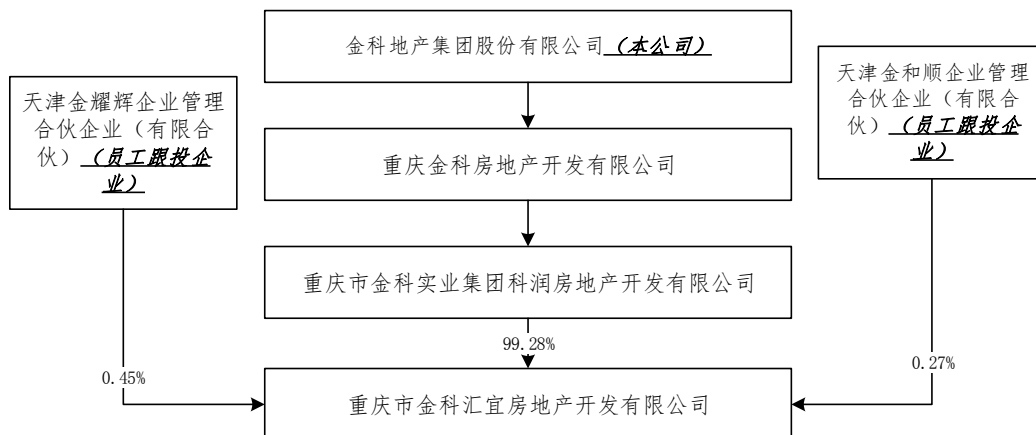 金科地产集团股份有限公司（本公司）
天津金耀辉企业管理
合伙企业（有限合
伙）（员工跟投企
业）
天津金和顺企业管理
合伙企业（有限合
伙）（员工跟投企
业）
重庆金科房地产开发有限公司
重庆市金科实业集团科润房地产开发有限公司
99.28%
0.45%
0.27%
重庆市金科汇宜房地产开发有限公司